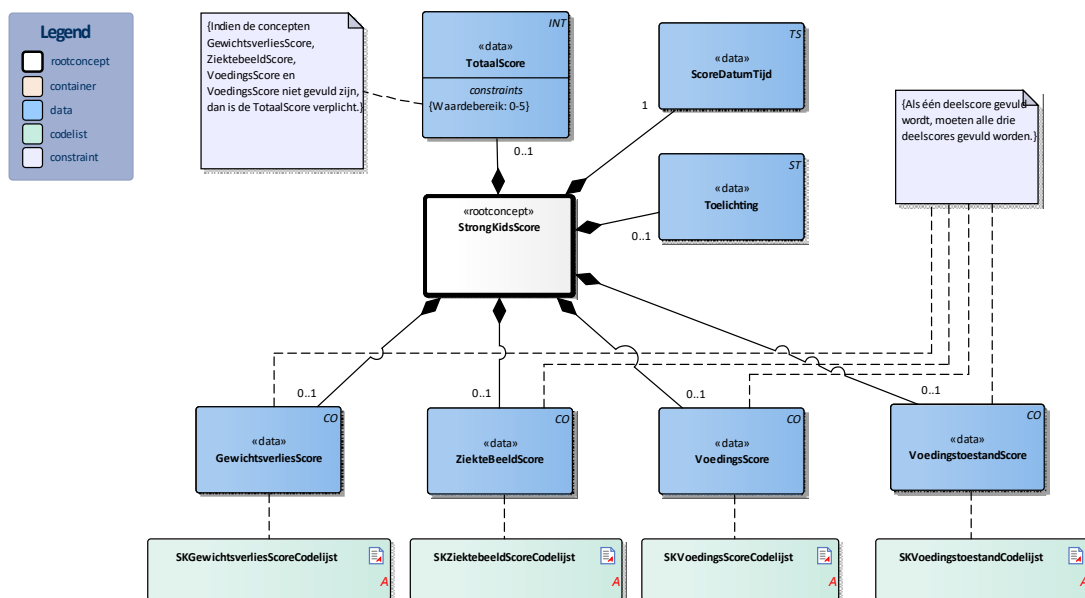 Legend
rootconcept
container
data
codelist
constraint
{Indien de concepten
GewichtsverliesScore,
ZiektebeeldScore,
VoedingsScore en
VoedingsScore niet gevuld zijn,
dan is de TotaalScore verplicht.}
INT
«data»
TotaalScore
constraints
{Waardebereik: 0-5}
0..1
TS
«data»
ScoreDatumTijd
1
ST
«data»
Toelichting
0..1
{Als één deelscore gevuld
wordt, moeten alle drie
deelscores gevuld worden.}
«rootconcept»
StrongKidsScore
0..1
0..1
0..1
0..1
CO
«data»
GewichtsverliesScore
CO
«data»
ZiekteBeeldScore
CO
«data»
VoedingsScore
CO
«data»
VoedingstoestandScore
SKGewichtsverliesScoreCodelijst
A
SKZiektebeeldScoreCodelijst
A
SKVoedingsScoreCodelijst
A
SKVoedingstoestandCodelijst
A